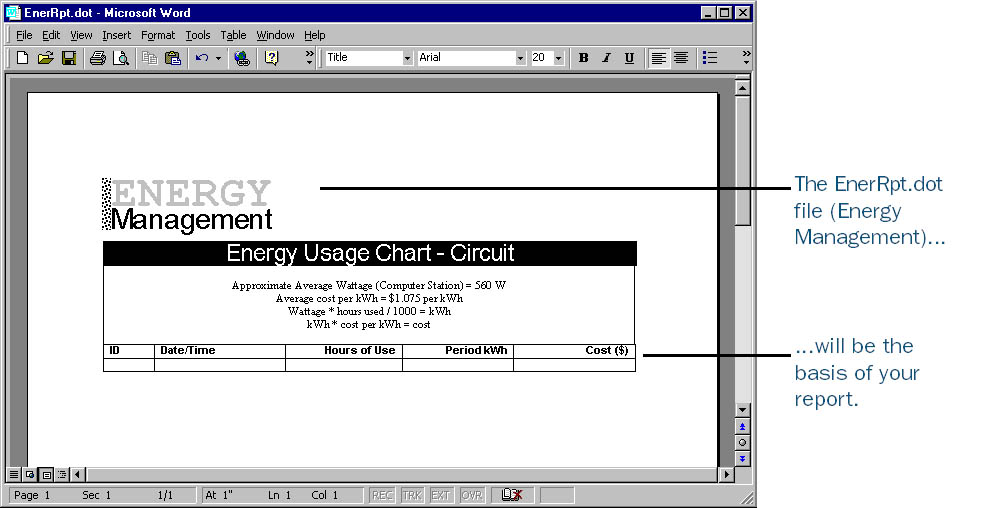 EnerRpt.dot - Microsoft Word
File Edit View Insert Format Tools Table Window Help
Title Arial 20 B I U
ENERGY
Management
Energy Usage Chart - Circuit
Approximate Average Wattage (Computer Station) = 560 W
Average cost per kWh = $1.075 per kWh
Wattage * hours used / 1000 = kWh
kWh * cost per kWh = cost
ID Date/Time Hours of Use Period kWh Cost ($)
Page 1 Sec 1 1/1 At 1" Ln 1 Col 1 REC TRK EXT OVR
The EnerRpt.dot
file (Energy
Management)...
...will be the
basis of your
report.